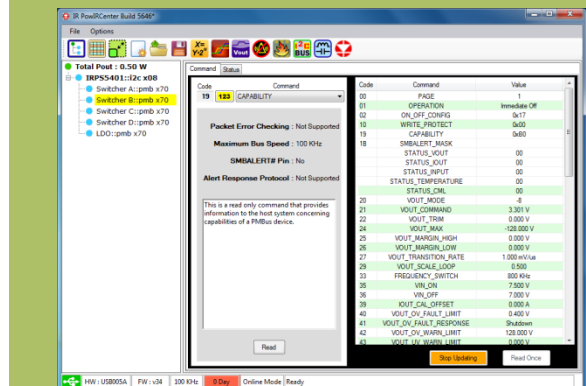 IR PowIRCenter Build 5646*
File Options
Total Pout : 0.50 W
IRPS5401::i2c x08
Switcher A::pmb x70
Switcher B::pmb x70
Switcher C::pmb x70
Switcher D::pmb x70
LDO::pmb x70
Command Status
Code Command
19 123 CAPABILITY
Packet Error Checking : Not Supported
Maximum Bus Speed : 100 KHz
SMBALERT# Pin : No
Alert Response Protocol : Not Supported
This is a read only command that provides
information to the host system concerning
capabilities of a PMBus device.
Read
Code Command Value
00 PAGE 1
01 OPERATION Immediate Off
02 ON_OFF_CONFIG 0x17
10 WRITE_PROTECT 0x00
19 CAPABILITY 0xB0
1B SMBALERT_MASK
STATUS_VOUT 00
STATUS_IOUT 00
STATUS_INPUT 00
STATUS_TEMPERATURE 00
STATUS_CML 00
20 VOUT_MODE -8
21 VOUT_COMMAND 3.301 V
22 VOUT_TRIM 0.000 V
24 VOUT_MAX -128.000 V
25 VOUT_MARGIN_HIGH 0.000 V
26 VOUT_MARGIN_LOW 0.000 V
27 VOUT_TRANSITION_RATE 1.000 mV/us
29 VOUT_SCALE_LOOP 0.500
33 FREQUENCY_SWITCH 800 KHz
35 VIN_ON 7.500 V
36 VIN_OFF 7.000 V
39 IOUT_CAL_OFFSET 0.000 A
40 VOUT_OV_FAULT_LIMIT 0.400 V
41 VOUT_OV_FAULT_RESPONSE Shutdown
42 VOUT_OV_WARN_LIMIT 128.000 V
43 VOUT_UV_WARN_LIMIT 0.000 V
Stop Updating Read Once
HW : USB005A FW : v34 100 KHz 0 Day Online Mode Ready